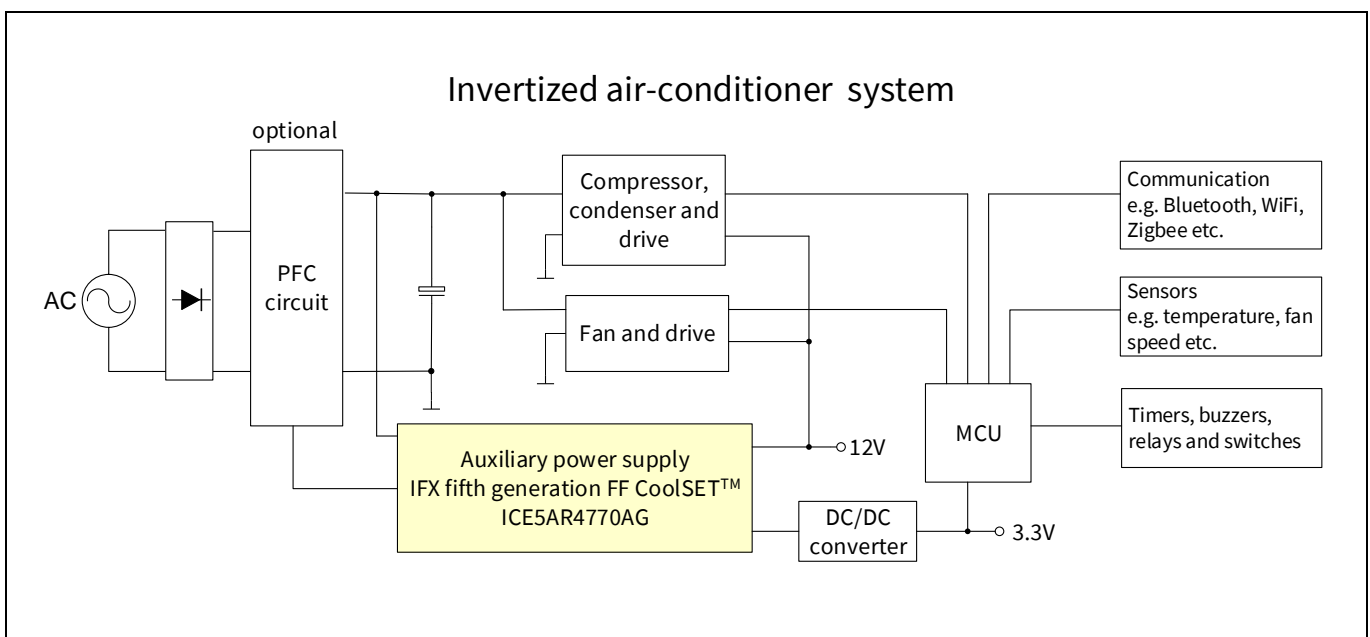 Invertized air-conditioner system
optional
Compressor,
condenser and
drive
Communication
e.g. Bluetooth, WiFi,
Zigbee etc.
PFC
circuit
AC
Fan and drive
Sensors
e.g. temperature, fan
speed etc.
MCU
Timers, buzzers,
relays and switches
Auxiliary power supply
IFX fifth generation FF CoolSET™
ICE5AR4770AG
12V
DC/DC
converter
3.3V